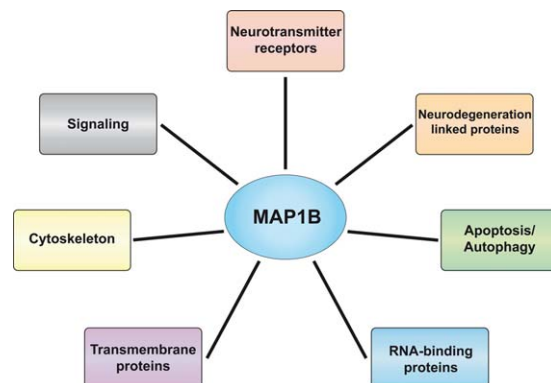 Neurotransmitter
receptors
Signaling
Neurodegeneration
linked proteins
MAP1B
Cytoskeleton
Apoptosis/
Autophagy
Transmembrane
proteins
RNA-binding
proteins